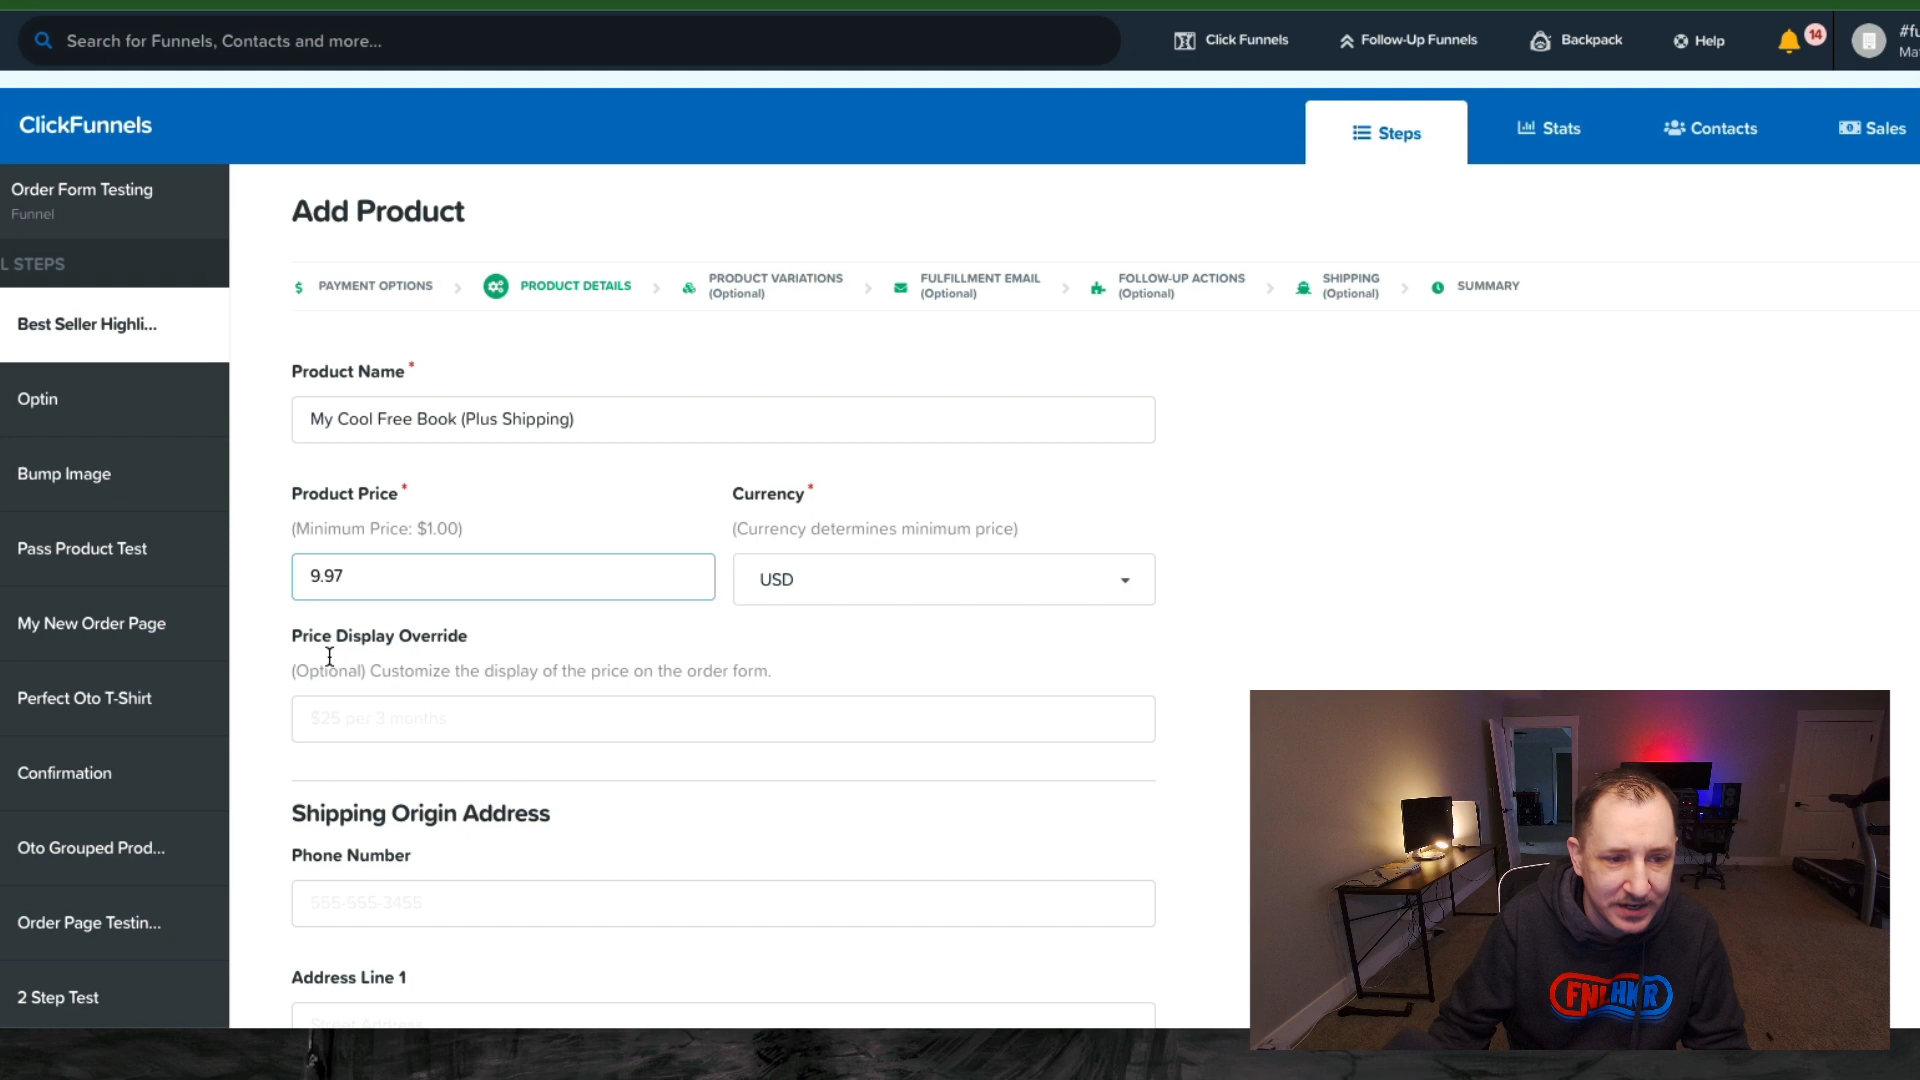 Search for Funnels, Contacts and more...
Click Funnels
Follow-Up Funnels
Backpack
Help
14
ClickFunnels
Steps
Stats
Contacts
Sales
Order Form Testing
Funnel
L STEPS
Best Seller Highli...
Optin
Bump Image
Pass Product Test
My New Order Page
Perfect Oto T-Shirt
Confirmation
Oto Grouped Prod...
Order Page Testin...
2 Step Test
Add Product
PAYMENT OPTIONS
PRODUCT DETAILS
PRODUCT VARIATIONS
(Optional)
FULFILLMENT EMAIL
(Optional)
FOLLOW-UP ACTIONS
(Optional)
SHIPPING
(Optional)
SUMMARY
Product Name *
My Cool Free Book (Plus Shipping)
Product Price *
(Minimum Price: $1.00)
9.97
Currency *
(Currency determines minimum price)
USD
Price Display Override
(Optional) Customize the display of the price on the order form.
$25 per 3 months
Shipping Origin Address
Phone Number
555-555-3455
Address Line 1
Street Address
FNLHKR